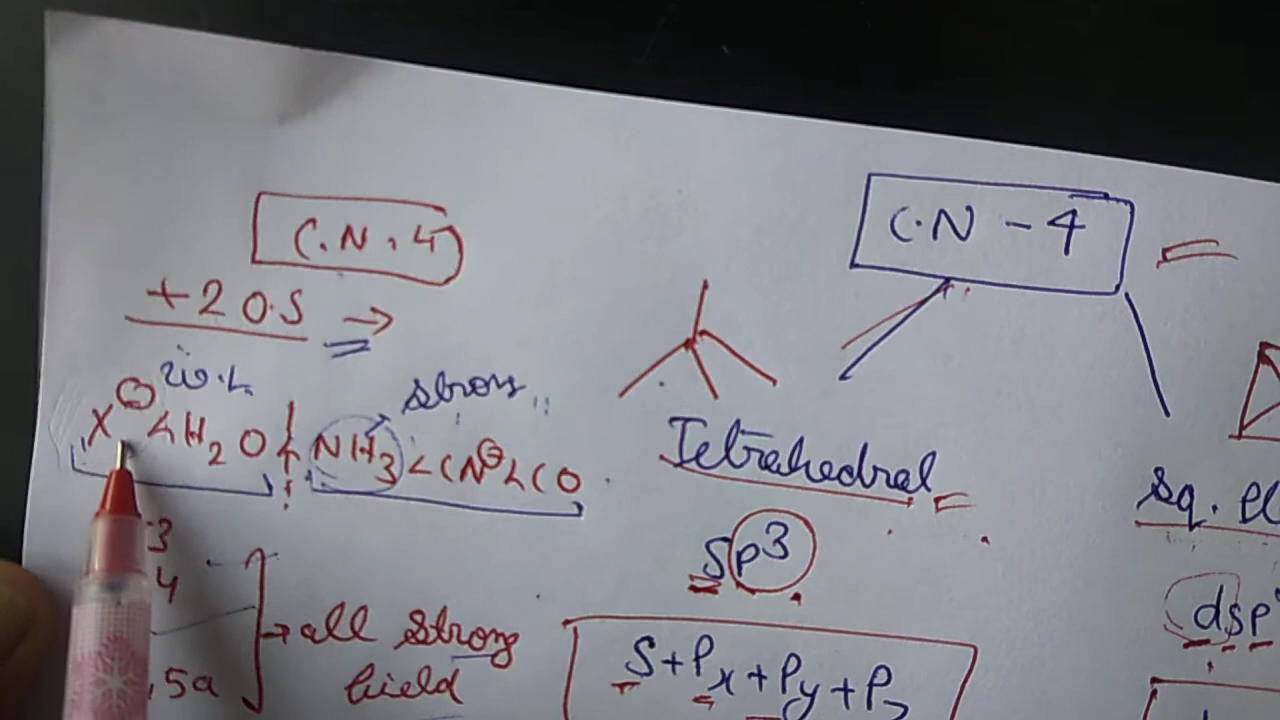 C.N.4
+2 O.S →
w.L strong
X⊖<H2O<NH3<CN⊖<CO
3
4
→all strong
field
.5a
C.N-4
Tetrahedral
sp3
S+Px+Py+Pz
sq. pl
dsp